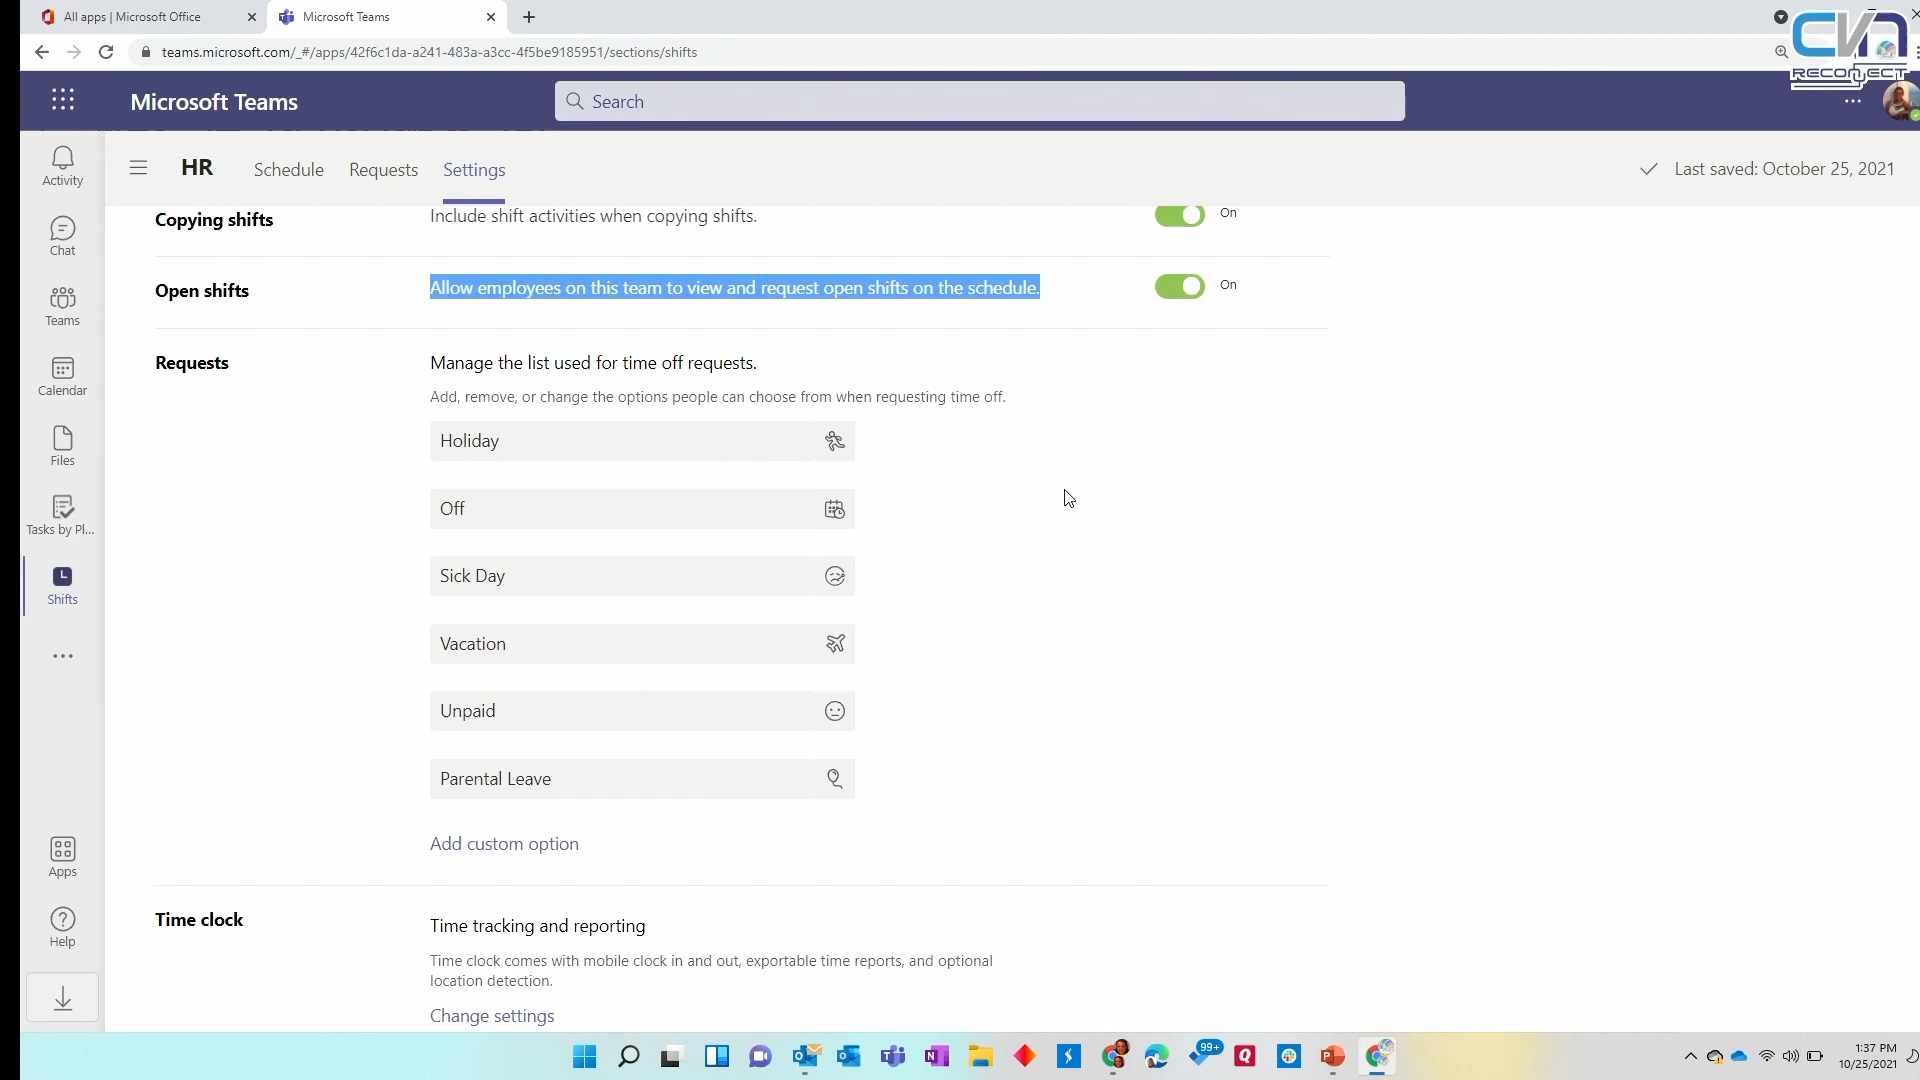 All apps | Microsoft Office
Microsoft Teams
teams.microsoft.com/_#/apps/42f6c1da-a241-483a-a3cc-4f5be9185951/sections/shifts
CVN
RECONJECT
Microsoft Teams
Search
HR
Schedule
Requests
Settings
Last saved: October 25, 2021
Activity
Chat
Teams
Calendar
Files
Tasks by Pl...
Shifts
Apps
Help
Copying shifts
Include shift activities when copying shifts.
On
Open shifts
Allow employees on this team to view and request open shifts on the schedule.
On
Requests
Manage the list used for time off requests.
Add, remove, or change the options people can choose from when requesting time off.
Holiday
Off
Sick Day
Vacation
Unpaid
Parental Leave
Add custom option
Time clock
Time tracking and reporting
Time clock comes with mobile clock in and out, exportable time reports, and optional
location detection.
Change settings
99+
1:37 PM
10/25/2021